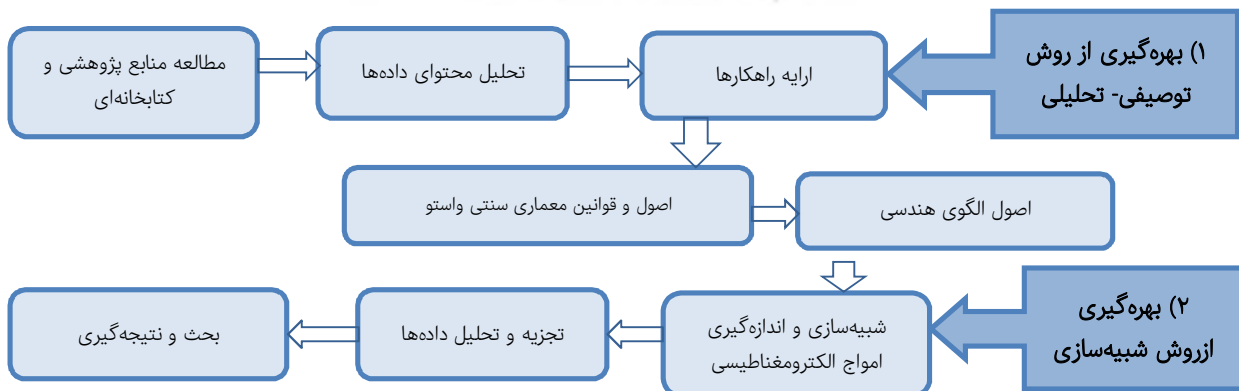 ۱) بهره‌گیری از روش
توصیفی- تحلیلی
ارایه راهکارها
تحلیل محتوای داده‌ها
مطالعه منابع پژوهشی و
کتابخانه‌ای
اصول و قوانین معماری سنتی واستو
اصول الگوی هندسی
۲) بهره‌گیری
ازروش شبیه‌سازی
شبیه‌سازی و اندازه‌گیری
امواج الکترومغناطیسی
تجزیه و تحلیل داده‌ها
بحث و نتیجه‌گیری